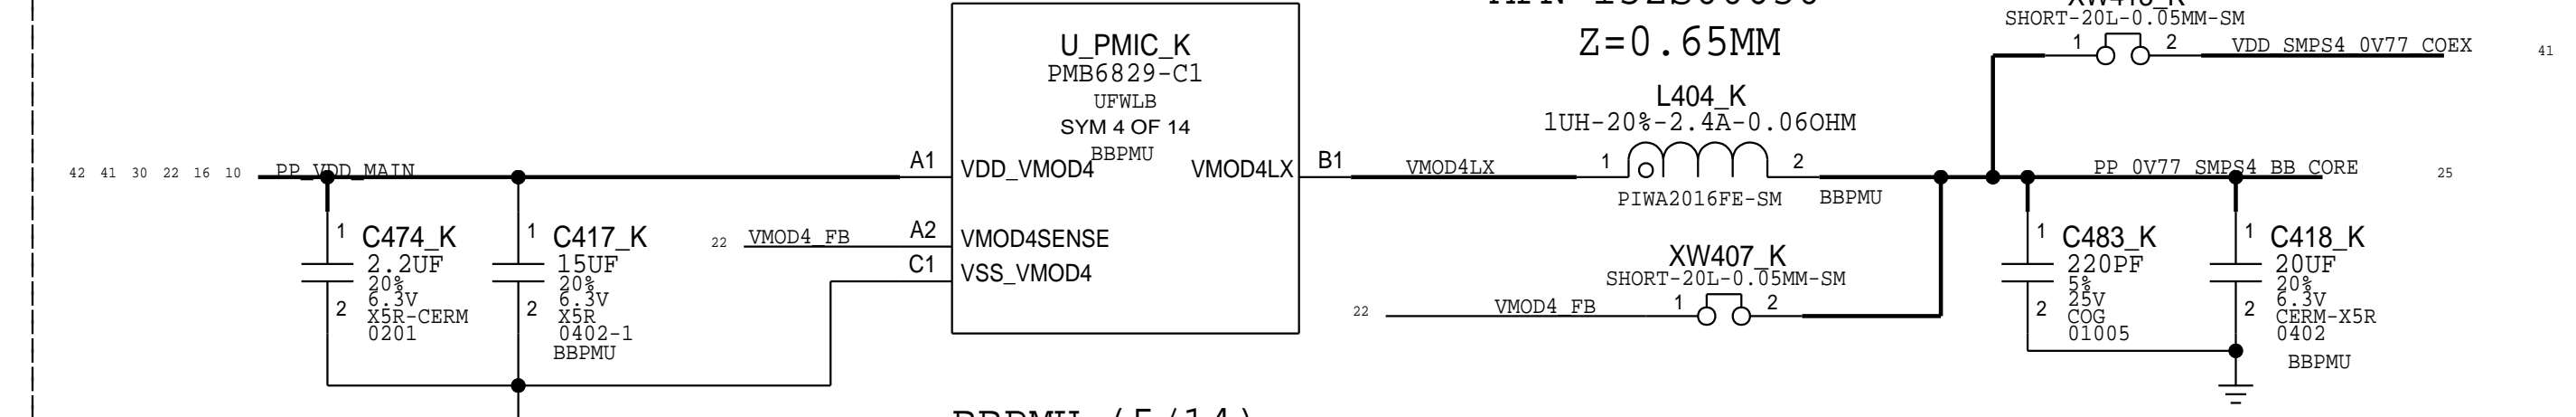 Z=0.65MM
SHORT-20L-0.05MM-SM
1
2
VDD_SMPS4_0V77_COEX
41
U_PMIC_K
PMB6829-C1
UFWLB
SYM 4 OF 14
BBPMU
A1
VDD_VMOD4
VMOD4LX
B1
A2
VMOD4SENSE
C1
VSS_VMOD4
42 41 30 22 16 10
PP_VDD_MAIN
22
VMOD4_FB
1
C474_K
2.2UF
20%
6.3V
2
X5R-CERM
0201
1
C417_K
15UF
20%
6.3V
2
X5R
0402-1
BBPMU
L404_K
1UH-20%-2.4A-0.06OHM
VMOD4LX
1
2
PIWA2016FE-SM
BBPMU
PP_0V77_SMPS4_BB_CORE
25
XW407_K
SHORT-20L-0.05MM-SM
22
VMOD4_FB
1
2
1
C483_K
220PF
5%
25V
2
COG
01005
1
C418_K
20UF
20%
6.3V
2
CERM-X5R
0402
BBPMU
BBPMU (5/14)